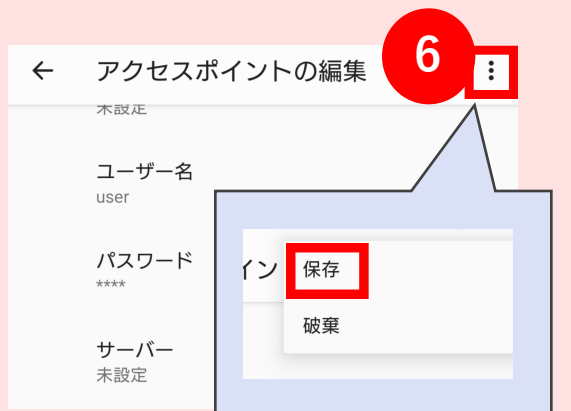 アクセスポイントの編集
6
未設定
ユーザー名
user
パスワード
****
サーバー
未設定
イン
保存
破棄